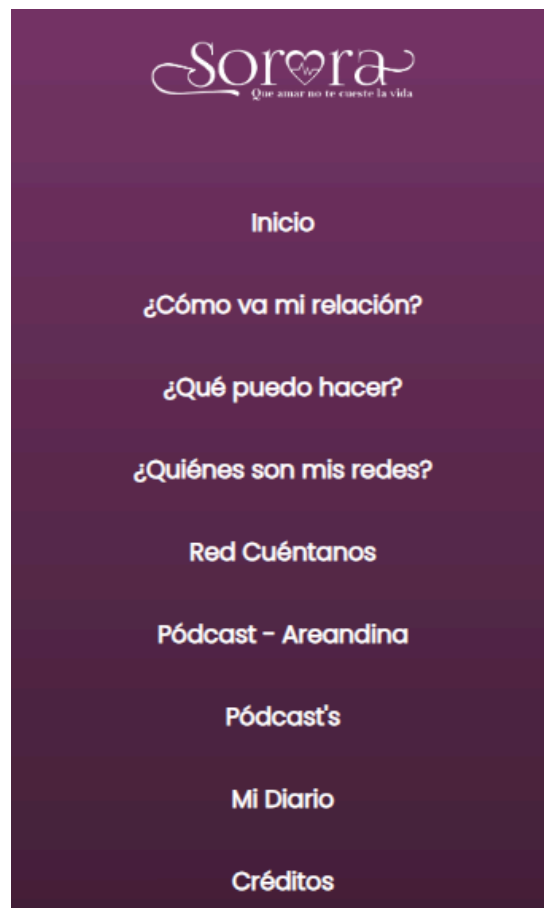 Sorora
Que amar no te cueste la vida
Inicio
¿Cómo va mi relación?
¿Qué puedo hacer?
¿Quiénes son mis redes?
Red Cuéntanos
Pódcast - Areandina
Pódcast's
Mi Diario
Créditos